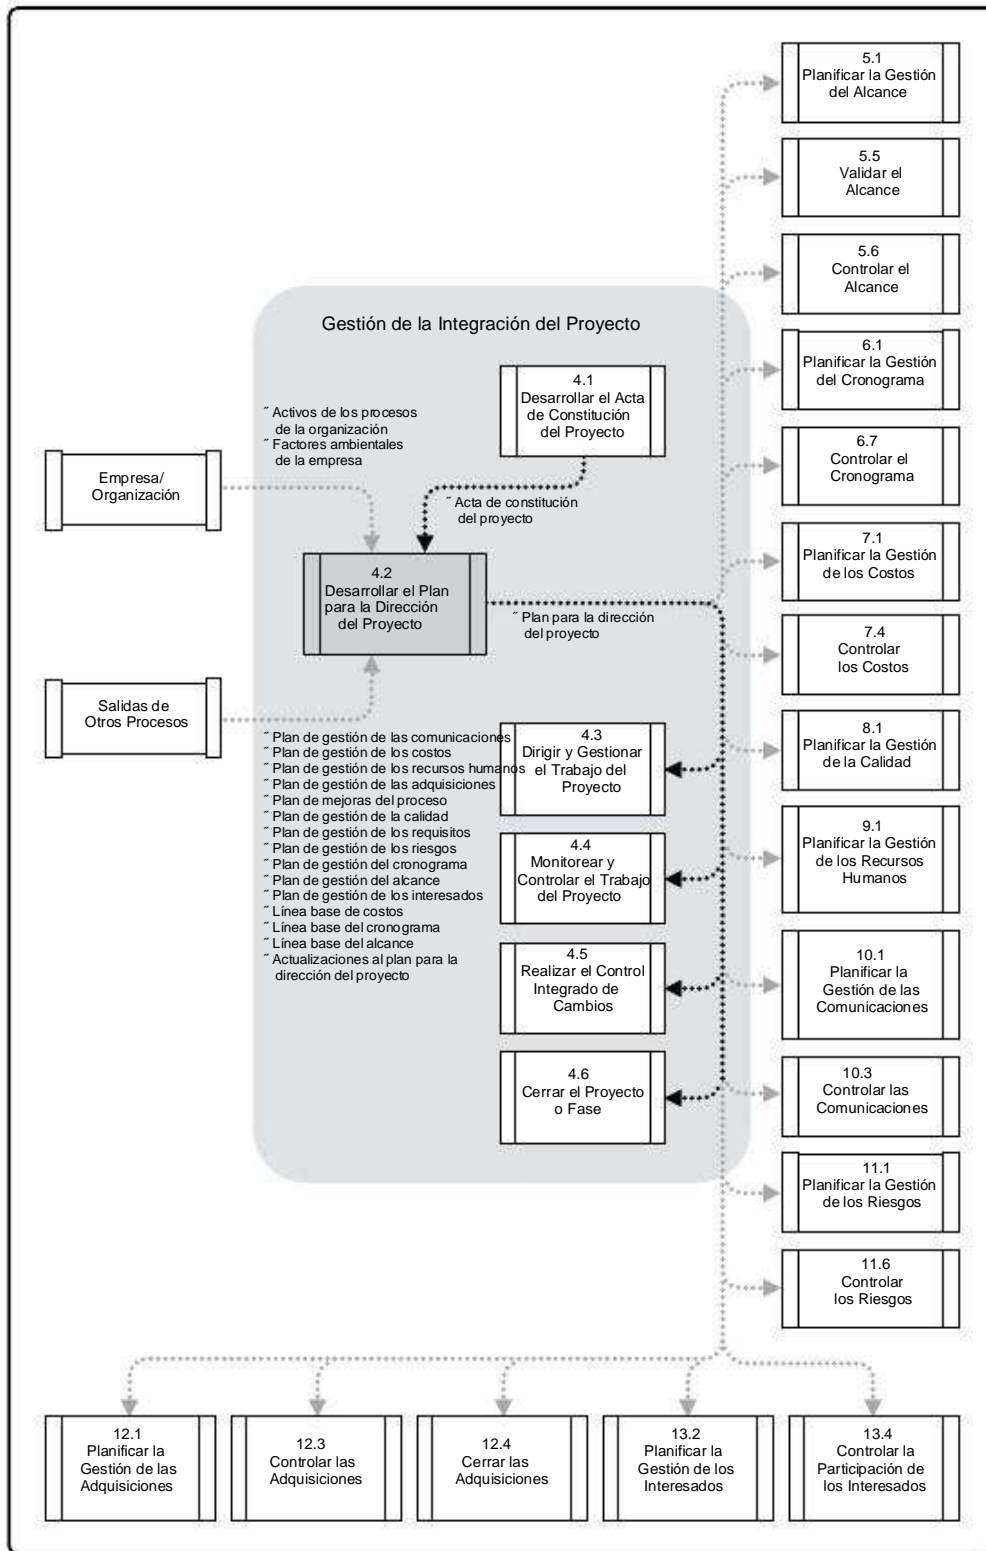 5.1
Planificar la Gestión
del Alcance
5.5
Validar el
Alcance
5.6
Controlar el
Alcance
Gestión de la Integración del Proyecto
6.1
Planificar la Gestión
del Cronograma
4.1
Desarrollar el Acta
de Constitución
del Proyecto
˝ Activos de los procesos
de la organización
˝ Factores ambientales
de la empresa
6.7
Controlar el
Cronograma
Empresa/
Organización
˝ Acta de constitución
del proyecto
7.1
Planificar la Gestión
de los Costos
4.2
Desarrollar el Plan
para la Dirección
del Proyecto
˝ Plan para la dirección
del proyecto
7.4
Controlar
los Costos
Salidas de
Otros Procesos
8.1
Planificar la Gestión
de la Calidad
˝ Plan de gestión de las comunicaciones
˝ Plan de gestión de los costos
˝ Plan de gestión de los recursos humanos
˝ Plan de gestión de las adquisiciones
˝ Plan de mejoras del proceso
˝ Plan de gestión de la calidad
˝ Plan de gestión de los requisitos
˝ Plan de gestión de los riesgos
˝ Plan de gestión del cronograma
˝ Plan de gestión del alcance
˝ Plan de gestión de los interesados
˝ Línea base de costos
˝ Línea base del cronograma
˝ Línea base del alcance
˝ Actualizaciones al plan para la
dirección del proyecto
4.3
Dirigir y Gestionar
el Trabajo del
Proyecto
4.4
Monitorear y
Controlar el Trabajo
del Proyecto
4.5
Realizar el Control
Integrado de
Cambios
4.6
Cerrar el Proyecto
o Fase
9.1
Planificar la Gestión
de los Recursos
Humanos
10.1
Planificar la
Gestión de las
Comunicaciones
10.3
Controlar las
Comunicaciones
11.1
Planificar la Gestión
de los Riesgos
11.6
Controlar
los Riesgos
12.1
Planificar la
Gestión de las
Adquisiciones
12.3
Controlar las
Adquisiciones
12.4
Cerrar las
Adquisiciones
13.2
Planificar la
Gestión de los
Interesados
13.4
Controlar la
Participación de
los Interesados